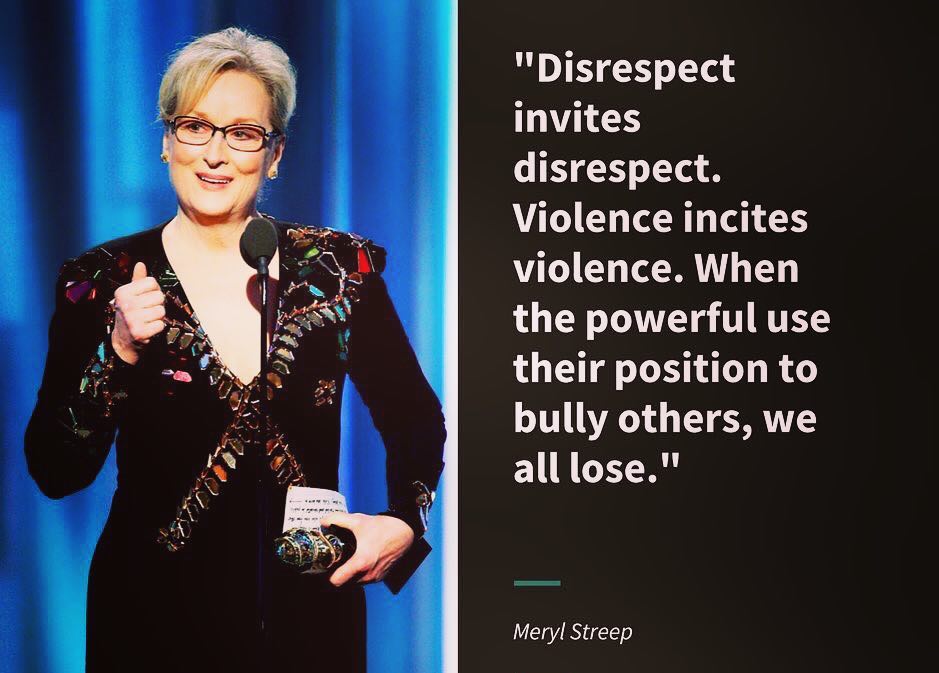 "Disrespect
invites
disrespect.
Violence incites
violence. When
the powerful use
their position to
bully others, we
all lose."
Meryl Streep